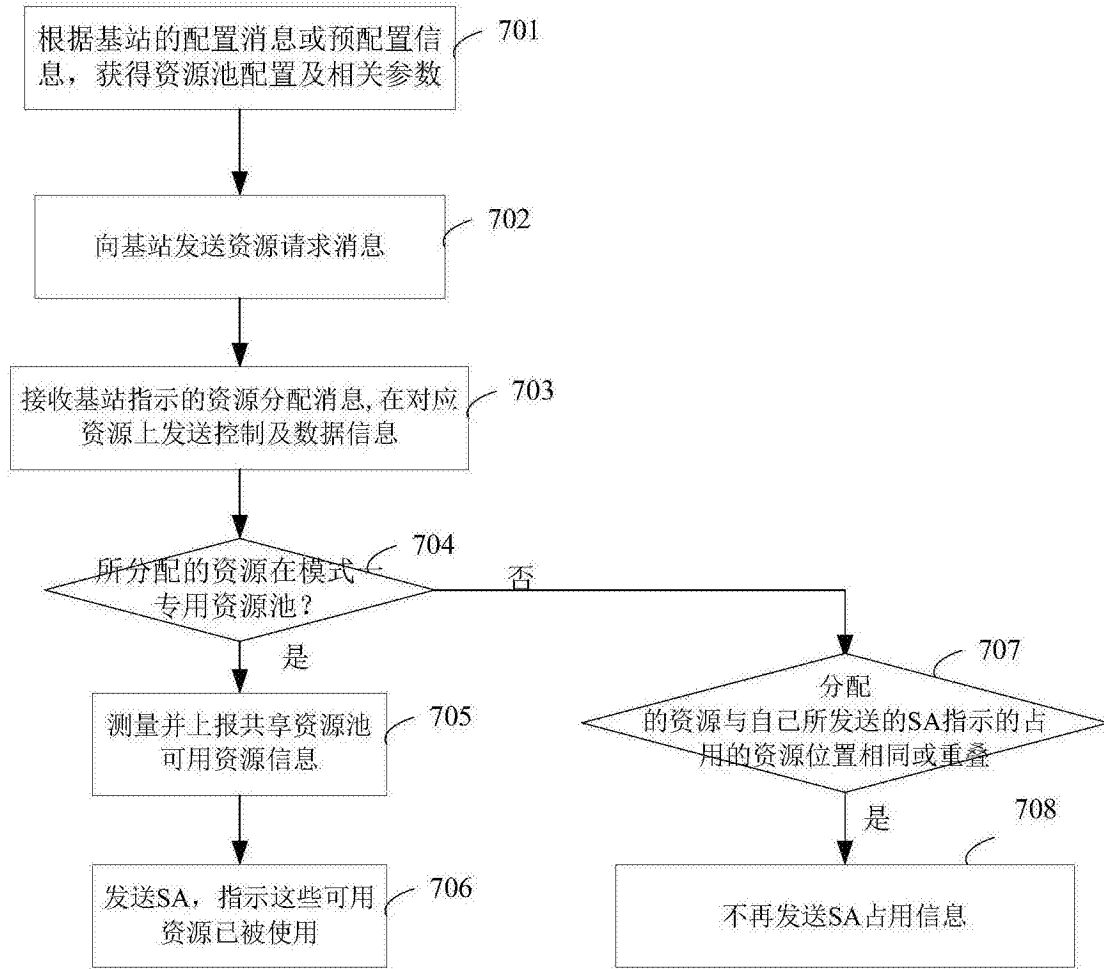 根据基站的配置消息或预配置信
息，获得资源池配置及相关参数
701
向基站发送资源请求消息
702
接收基站指示的资源分配消息,在对应
资源上发送控制及数据信息
703
所分配的资源在模式一
专用资源池？
704
否
是
测量并上报共享资源池
可用资源信息
705
发送SA，指示这些可用
资源已被使用
706
分配
的资源与自己所发送的SA指示的占
用的资源位置相同或重叠
707
是
不再发送SA占用信息
708